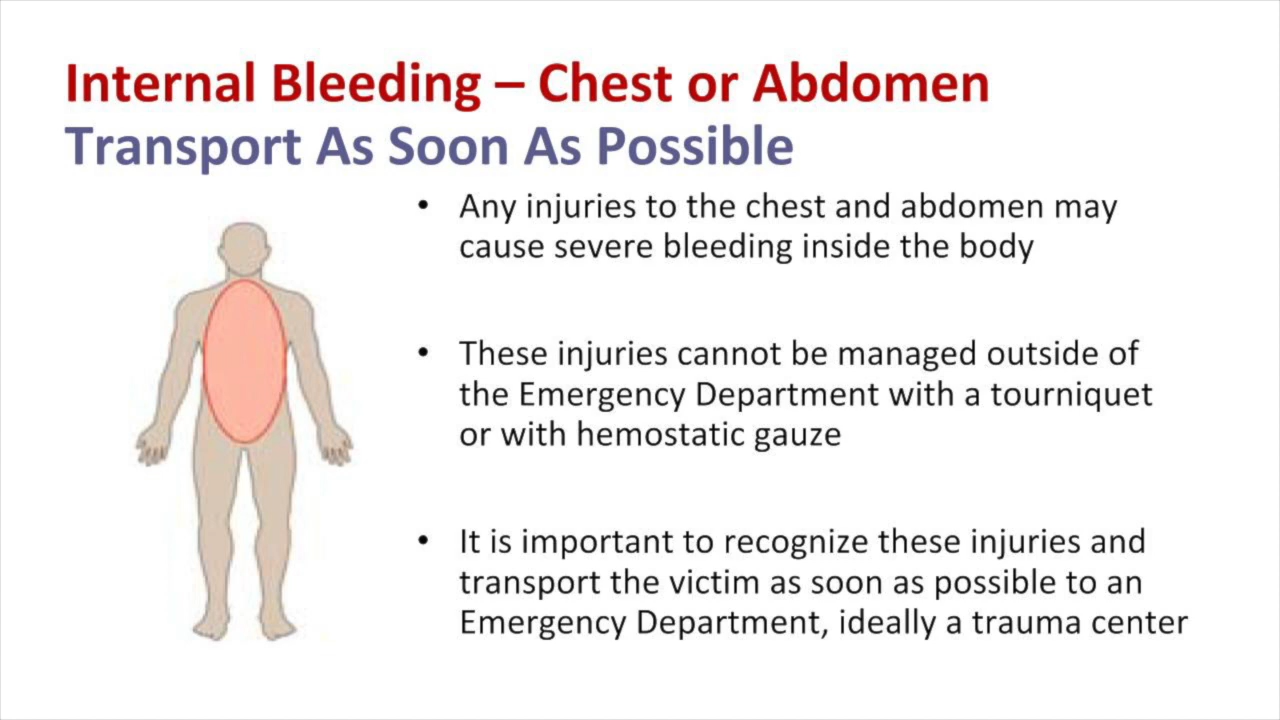 Internal Bleeding – Chest or Abdomen
Transport As Soon As Possible
• Any injuries to the chest and abdomen may
cause severe bleeding inside the body
• These injuries cannot be managed outside of
the Emergency Department with a tourniquet
or with hemostatic gauze
• It is important to recognize these injuries and
transport the victim as soon as possible to an
Emergency Department, ideally a trauma center